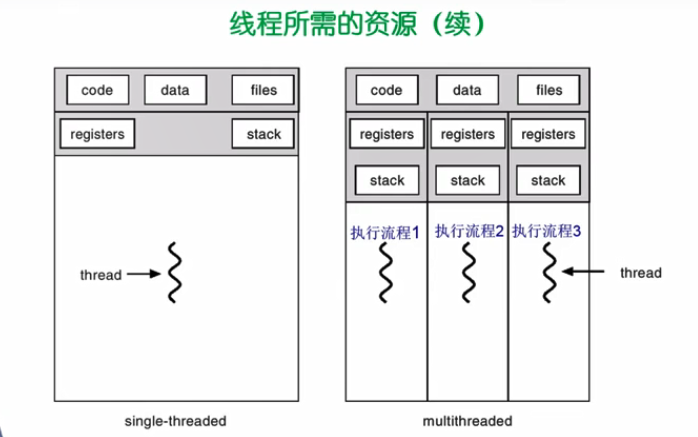 线程所需的资源（续）
code data files
registers stack
thread
single-threaded
code data files
registers registers registers
stack stack stack
执行流程1 执行流程2 执行流程3
thread
multithreaded